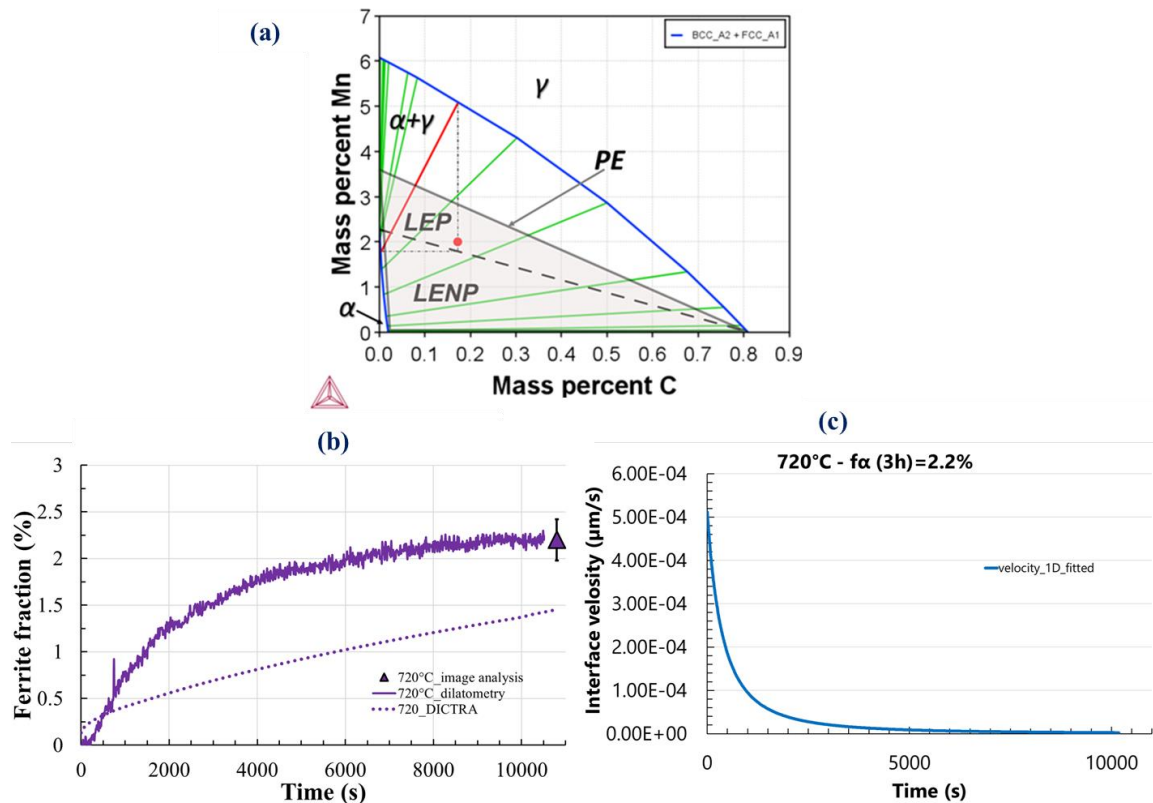 (a)
7
6
5
4
3
2
1
0
Mass percent Mn
BCC_A2 + FCC_A1
γ
α+γ
PE
LEP
LENP
α
0.0 0.1 0.2 0.3 0.4 0.5 0.6 0.7 0.8 0.9
Mass percent C
(b)
3
2.5
2
1.5
1
0.5
0
Ferrite fraction (%)
720°C_image analysis
720°C_dilatometry
720_DICTRA
0 2000 4000 6000 8000 10000
Time (s)
(c)
720°C - fα (3h)=2.2%
6.00E-04
5.00E-04
4.00E-04
3.00E-04
2.00E-04
1.00E-04
0.00E+00
Interface velosity (μm/s)
velocity_1D_fitted
0 5000 10000
Time (s)